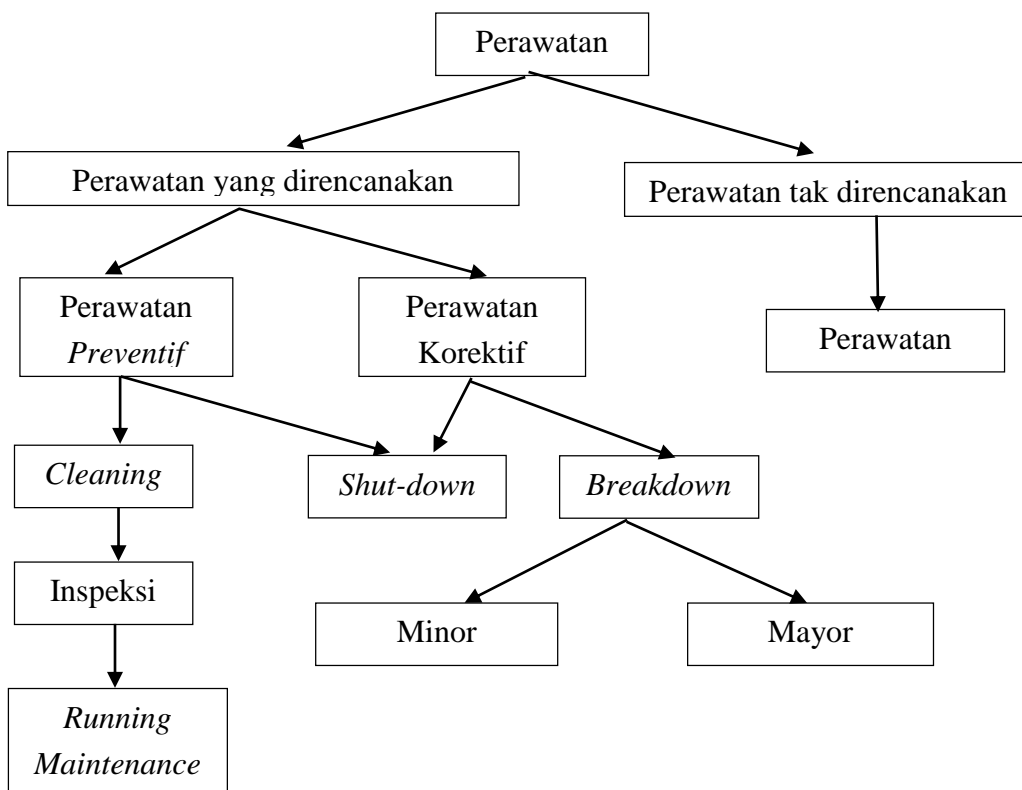 Perawatan
Perawatan yang direncanakan
Perawatan tak direncanakan
Perawatan
Preventif
Perawatan
Korektif
Perawatan
Cleaning
Shut-down
Breakdown
Inspeksi
Minor
Mayor
Running
Maintenance